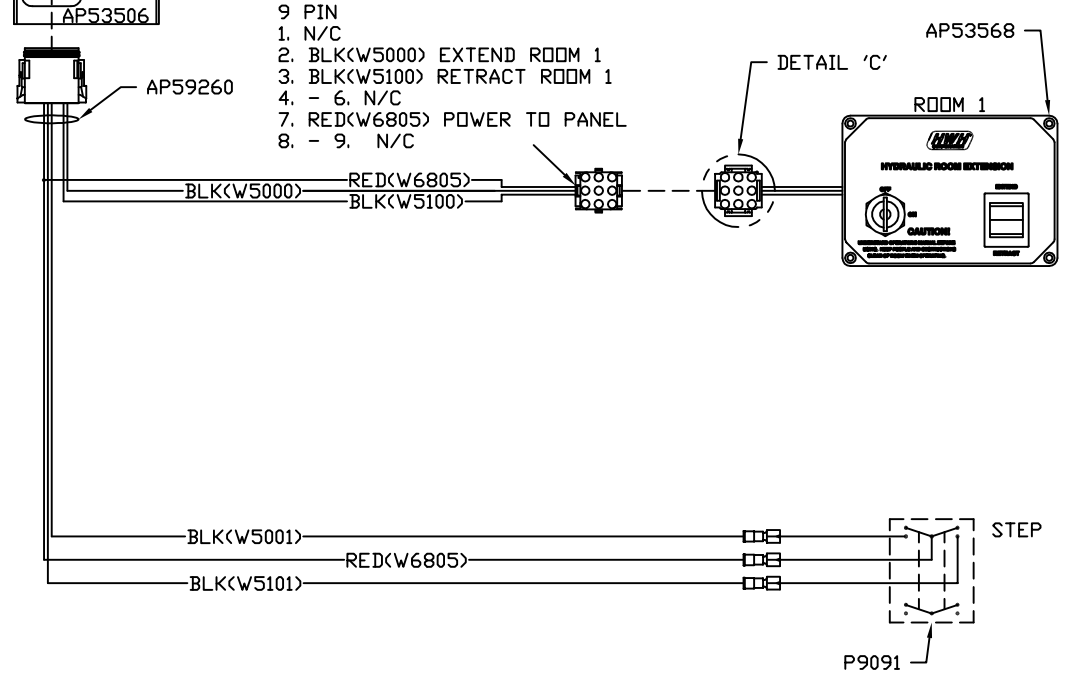 AP53506
9 PIN
1. N/C
2. BLK(W5000) EXTEND ROOM 1
3. BLK(W5100) RETRACT ROOM 1
4. - 6. N/C
7. RED(W6805) POWER TO PANEL
8. - 9. N/C
AP59260
DETAIL 'C'
AP53568
ROOM 1
HWH
HYDRAULIC ROOM EXTENSION
OFF
ON
EXTEND
CAUTION!
RETRACT
RED(W6805)
BLK(W5000)
BLK(W5100)
BLK(W5001)
RED(W6805)
BLK(W5101)
STEP
P9091